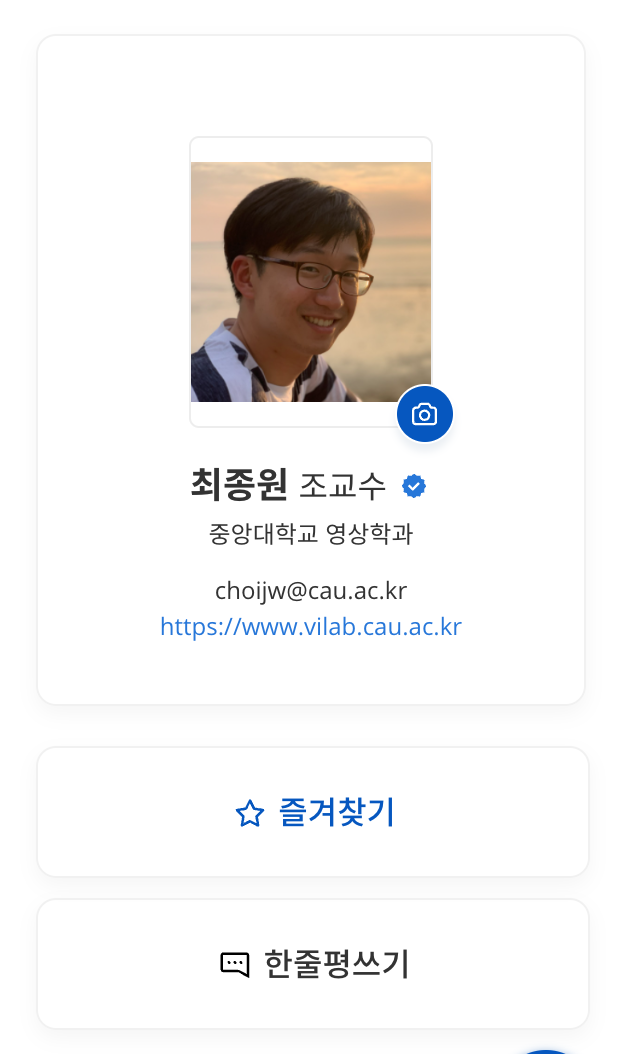 최종원 조교수
중앙대학교 영상학과
choijw@cau.ac.kr
https://www.vilab.cau.ac.kr
즐겨찾기
한줄평쓰기